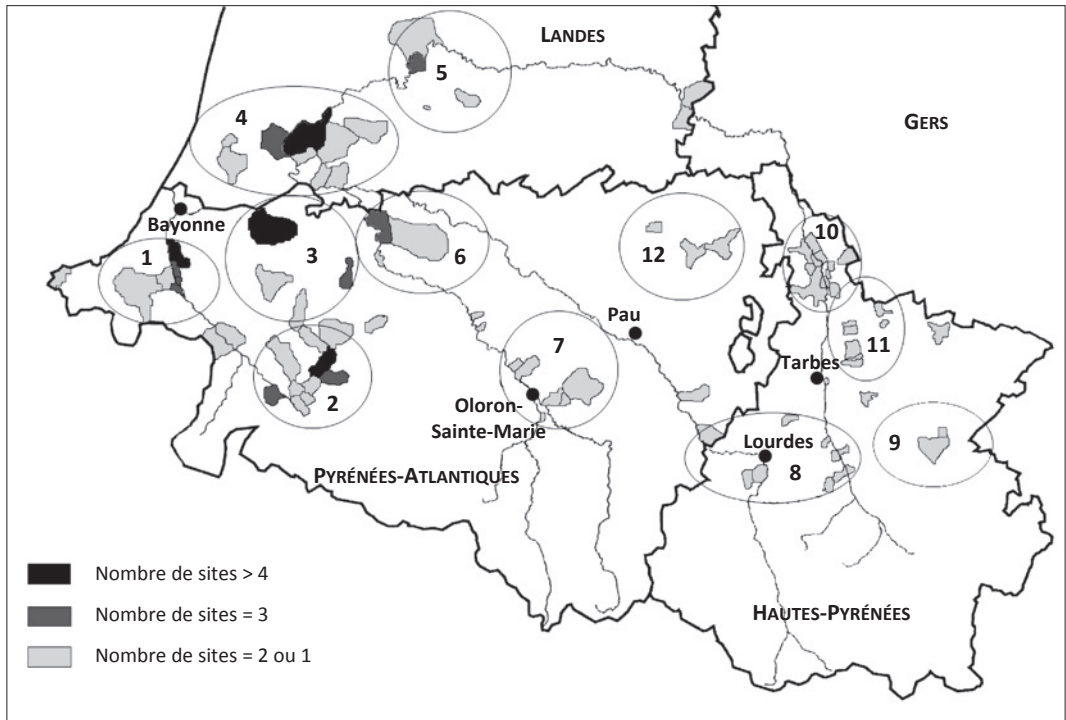 LANDES
5
4
GERS
Bayonne
10
1
3
6
12
Pau
7
11
Tarbes
2
Oloron-
Sainte-Marie
Lourdes
9
8
PYRÉNÉES-ATLANTIQUES
Nombre de sites > 4
Nombre de sites = 3
HAUTES-PYRÉNÉES
Nombre de sites = 2 ou 1